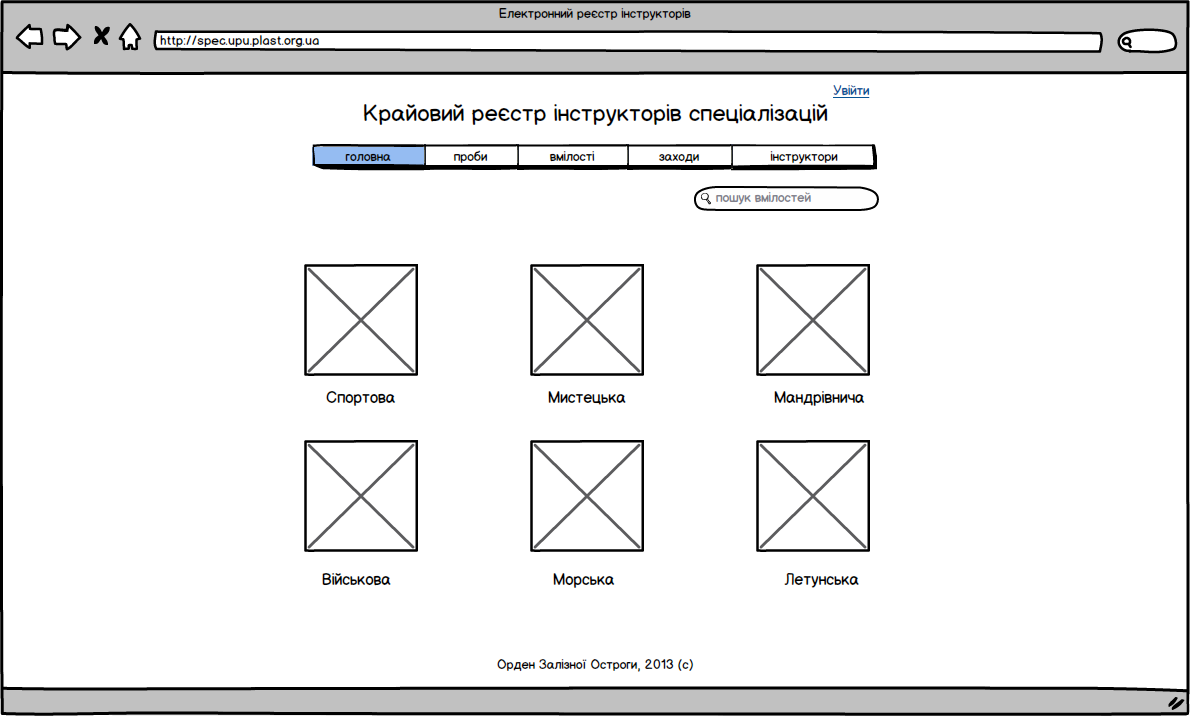 Електронний реєстр інструкторів
http://spec.upu.plast.org.ua
Увійти
Крайовий реєстр інструкторів спеціалізацій
головна проби вмілості заходи інструктори
пошук вмілостей
Спортова Мистецька Мандрівнича
Військова Морська Летунська
Орден Залізної Остроги, 2013 (c)